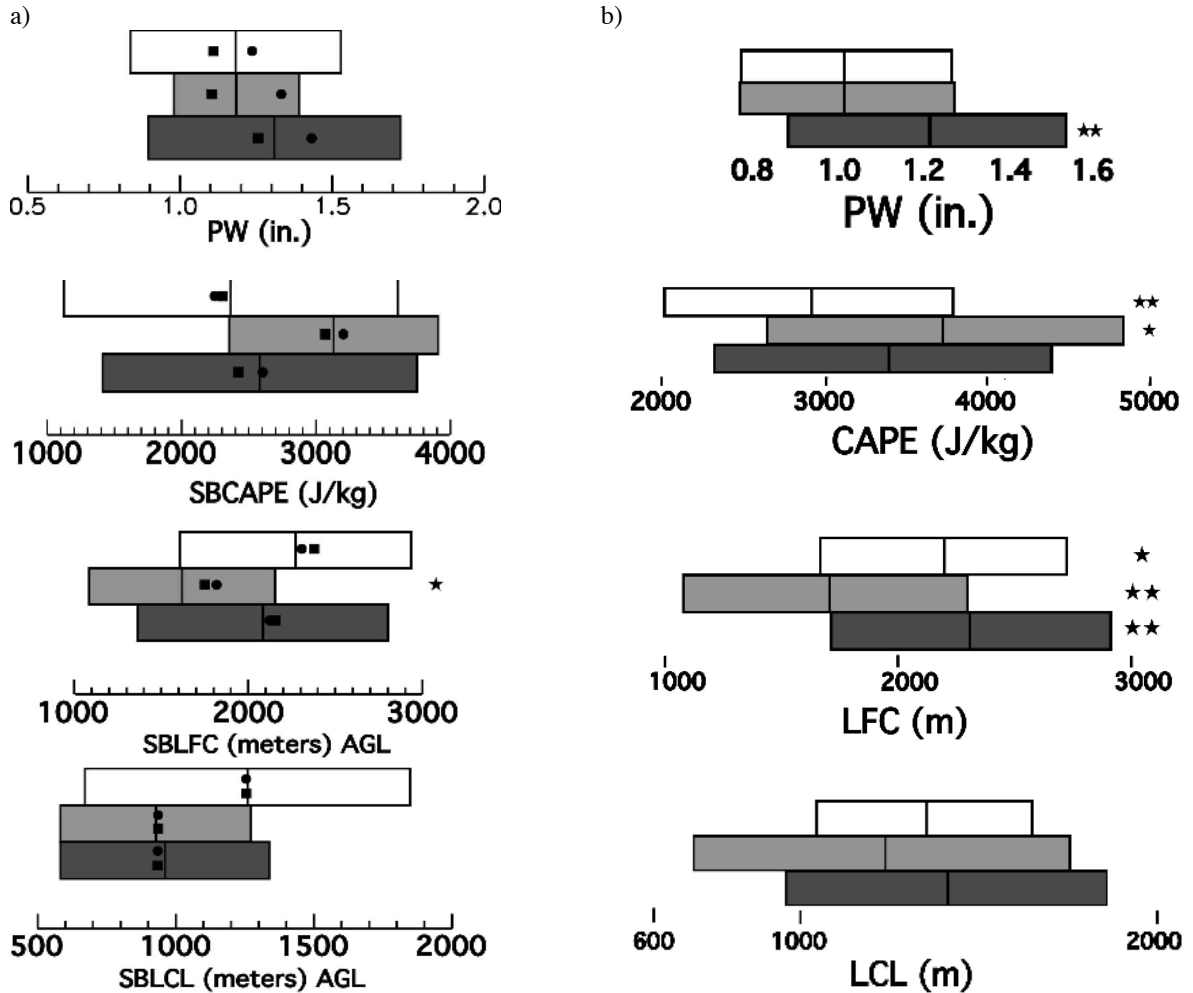 a)
0.5 1.0 1.5 2.0
PW (in.)
1000 2000 3000 4000
SBCAPE (J/kg)
1000 2000 3000
SBLFC (meters) AGL
500 1000 1500 2000
SBLCL (meters) AGL
b)
0.8 1.0 1.2 1.4 1.6
PW (in.)
2000 3000 4000 5000
CAPE (J/kg)
1000 2000 3000
LFC (m)
600 1000 2000
LCL (m)